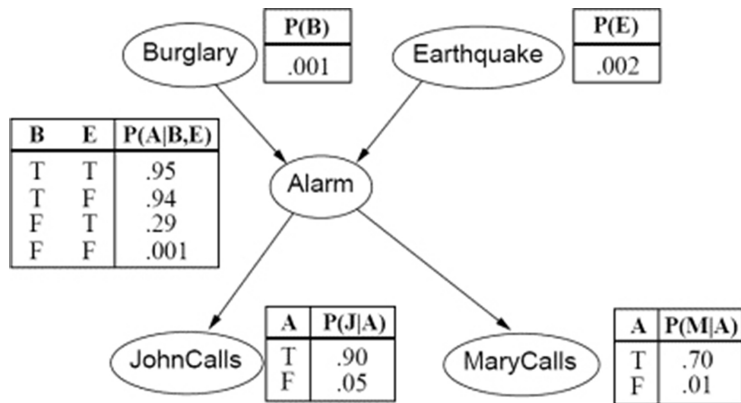 Burglary
P(B)
.001
Earthquake
P(E)
.002
B E P(A|B,E)
T T .95
T F .94
F T .29
F F .001
Alarm
JohnCalls
A P(J|A)
T .90
F .05
MaryCalls
A P(M|A)
T .70
F .01